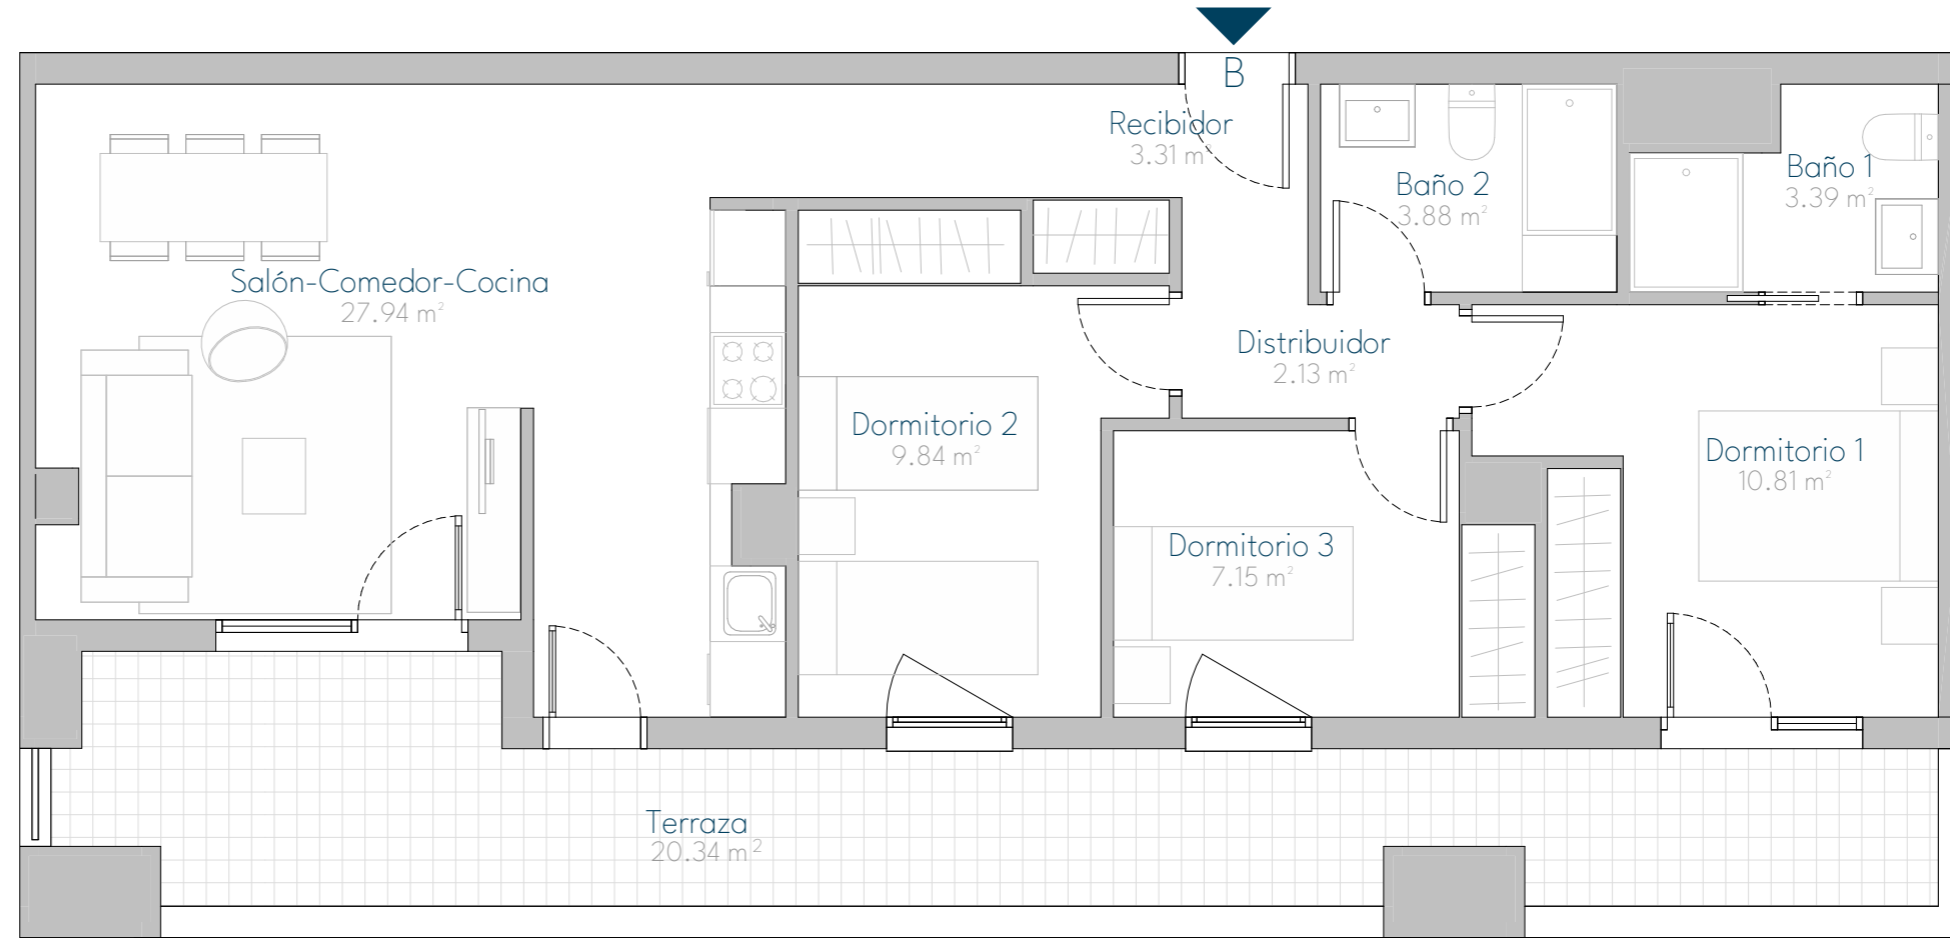 B
Recibidor
3.31 m²
Baño 2
3.88 m²
Baño 1
3.39 m²
Salón-Comedor-Cocina
27.94 m²
Distribuidor
2.13 m²
Dormitorio 2
9.84 m²
Dormitorio 1
10.81 m²
Dormitorio 3
7.15 m²
Terraza
20.34 m²